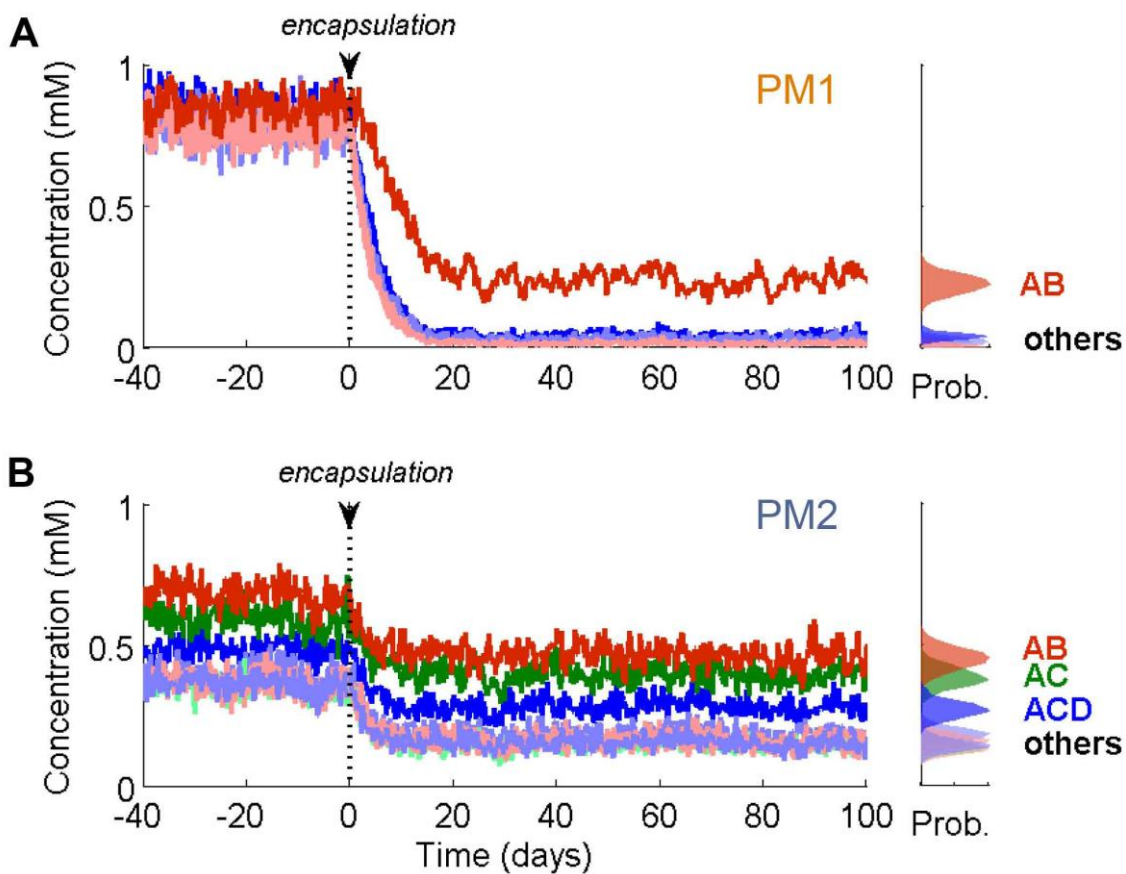 A
encapsulation
PM1
Concentration (mM)
1
0.5
0
-40 -20 0 20 40 60 80 100
Prob.
AB
others
B
encapsulation
PM2
Concentration (mM)
1
0.5
0
-40 -20 0 20 40 60 80 100
Time (days)
Prob.
AB
AC
ACD
others